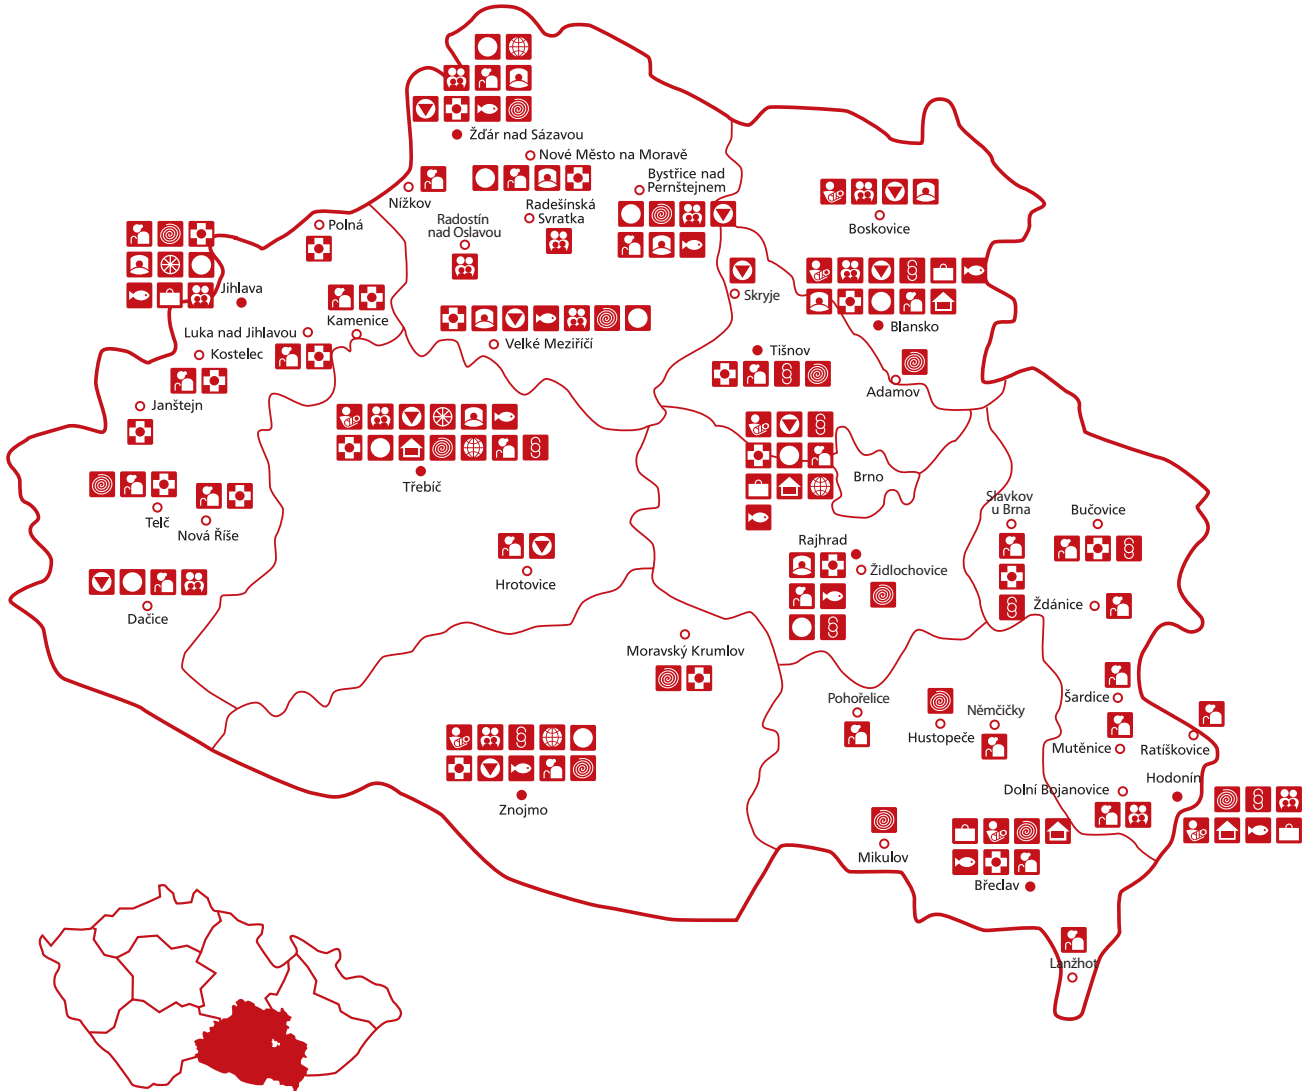 Žďár nad Sázavou
Nové Město na Moravě
Bystřice nad
Pernštejnem
Nížkov
Radešínská
Svratka
Radostín
nad Oslavou
Polná
Boskovice
Jihlava
Skryje
Kamenice
Luka nad Jihlavou
Blansko
Velké Meziříčí
Kostelec
Tišnov
Adamov
Janštejn
Brno
Třebíč
Slavkov
u Brna
Bučovice
Telč
Nová Říše
Rajhrad
Židlochovice
Hrotovice
Ždánice
Dačice
Moravský Krumlov
Pohořelice
Hustopeče
Němčičky
Šardice
Mutěnice
Ratíškovice
Hodonín
Dolní Bojanovice
Znojmo
Mikulov
Břeclav
Lanžhot